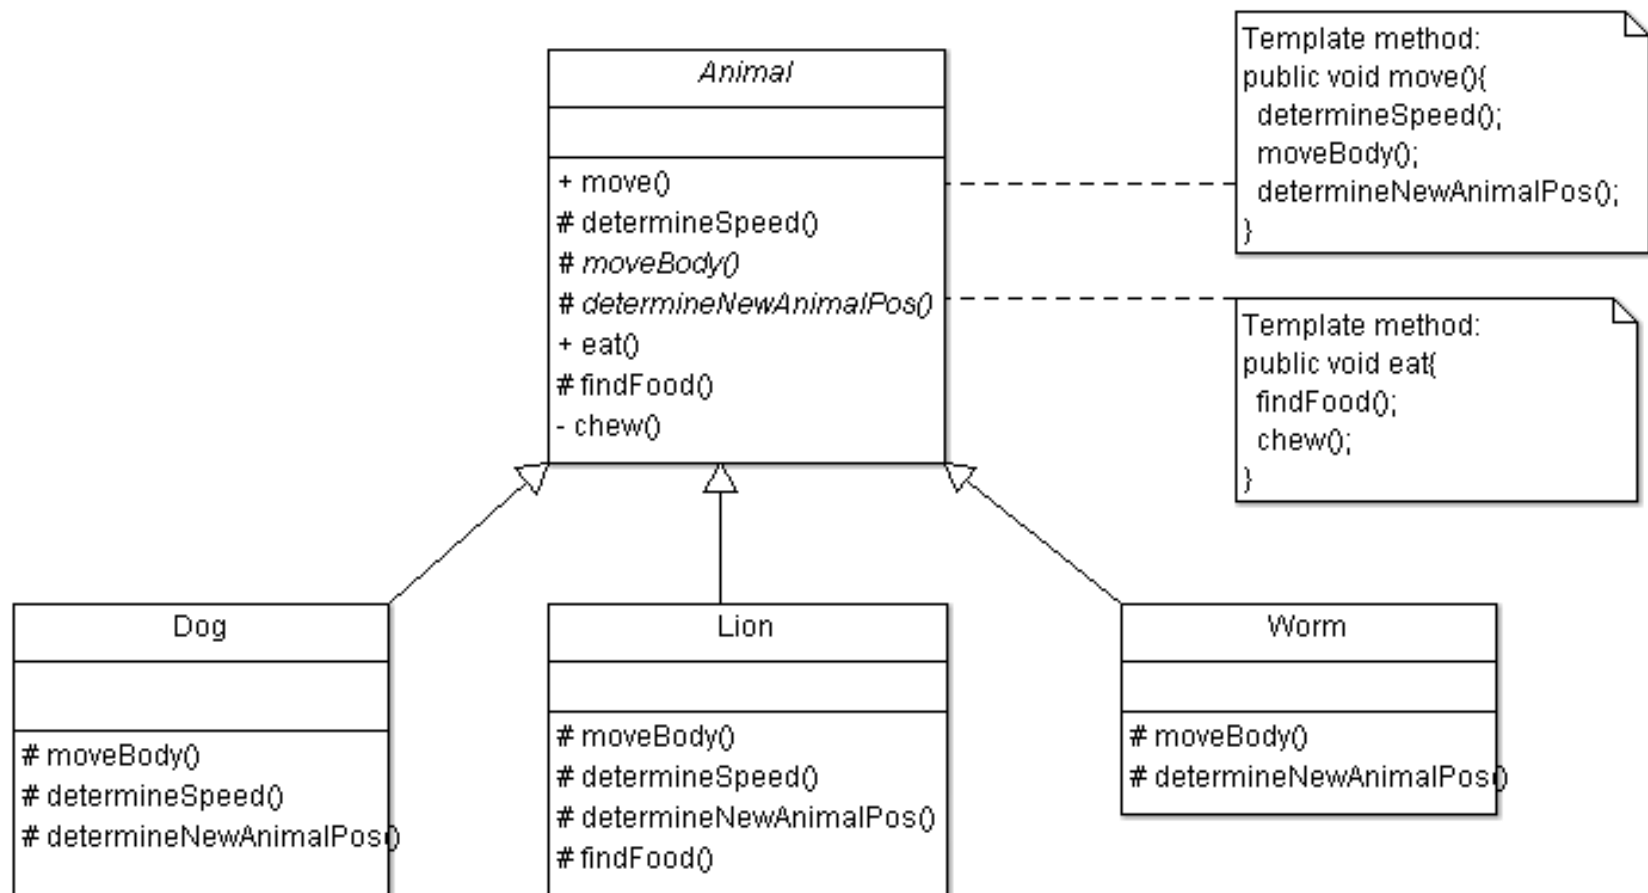 Animal
+ move()
# determineSpeed()
# moveBody()
# determineNewAnimalPos()
+ eat()
# findFood()
- chew()
Template method:
public void move(){
determineSpeed();
moveBody();
determineNewAnimalPos();
}
Template method:
public void eat{
findFood();
chew();
}
Dog
# moveBody()
# determineSpeed()
# determineNewAnimalPos()
Lion
# moveBody()
# determineSpeed()
# determineNewAnimalPos()
# findFood()
Worm
# moveBody()
# determineNewAnimalPos()